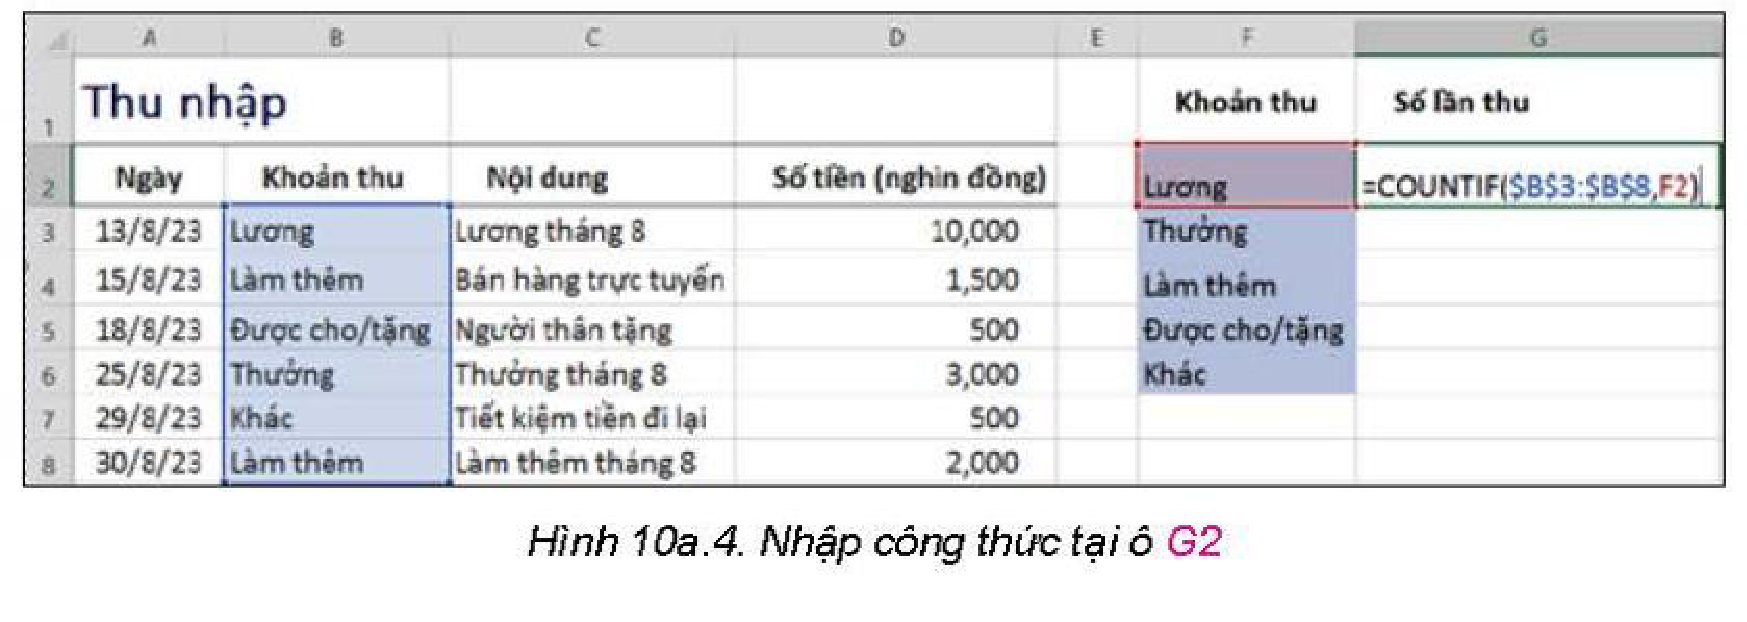 A B C D E F G
1 Thu nhập Khoản thu Số lần thu
2 Ngày Khoản thu Nội dung Số tiền (nghìn đồng) Lương =COUNTIF($B$3:$B$8,F2)
3 13/8/23 Lương Lương tháng 8 10,000 Thưởng
4 15/8/23 Làm thêm Bán hàng trực tuyến 1,500 Làm thêm
5 18/8/23 Được cho/tặng Người thân tặng 500 Được cho/tặng
6 25/8/23 Thưởng Thưởng tháng 8 3,000 Khác
7 29/8/23 Khác Tiết kiệm tiền đi lại 500
8 30/8/23 Làm thêm Làm thêm tháng 8 2,000
Hình 10a.4. Nhập công thức tại ô G2